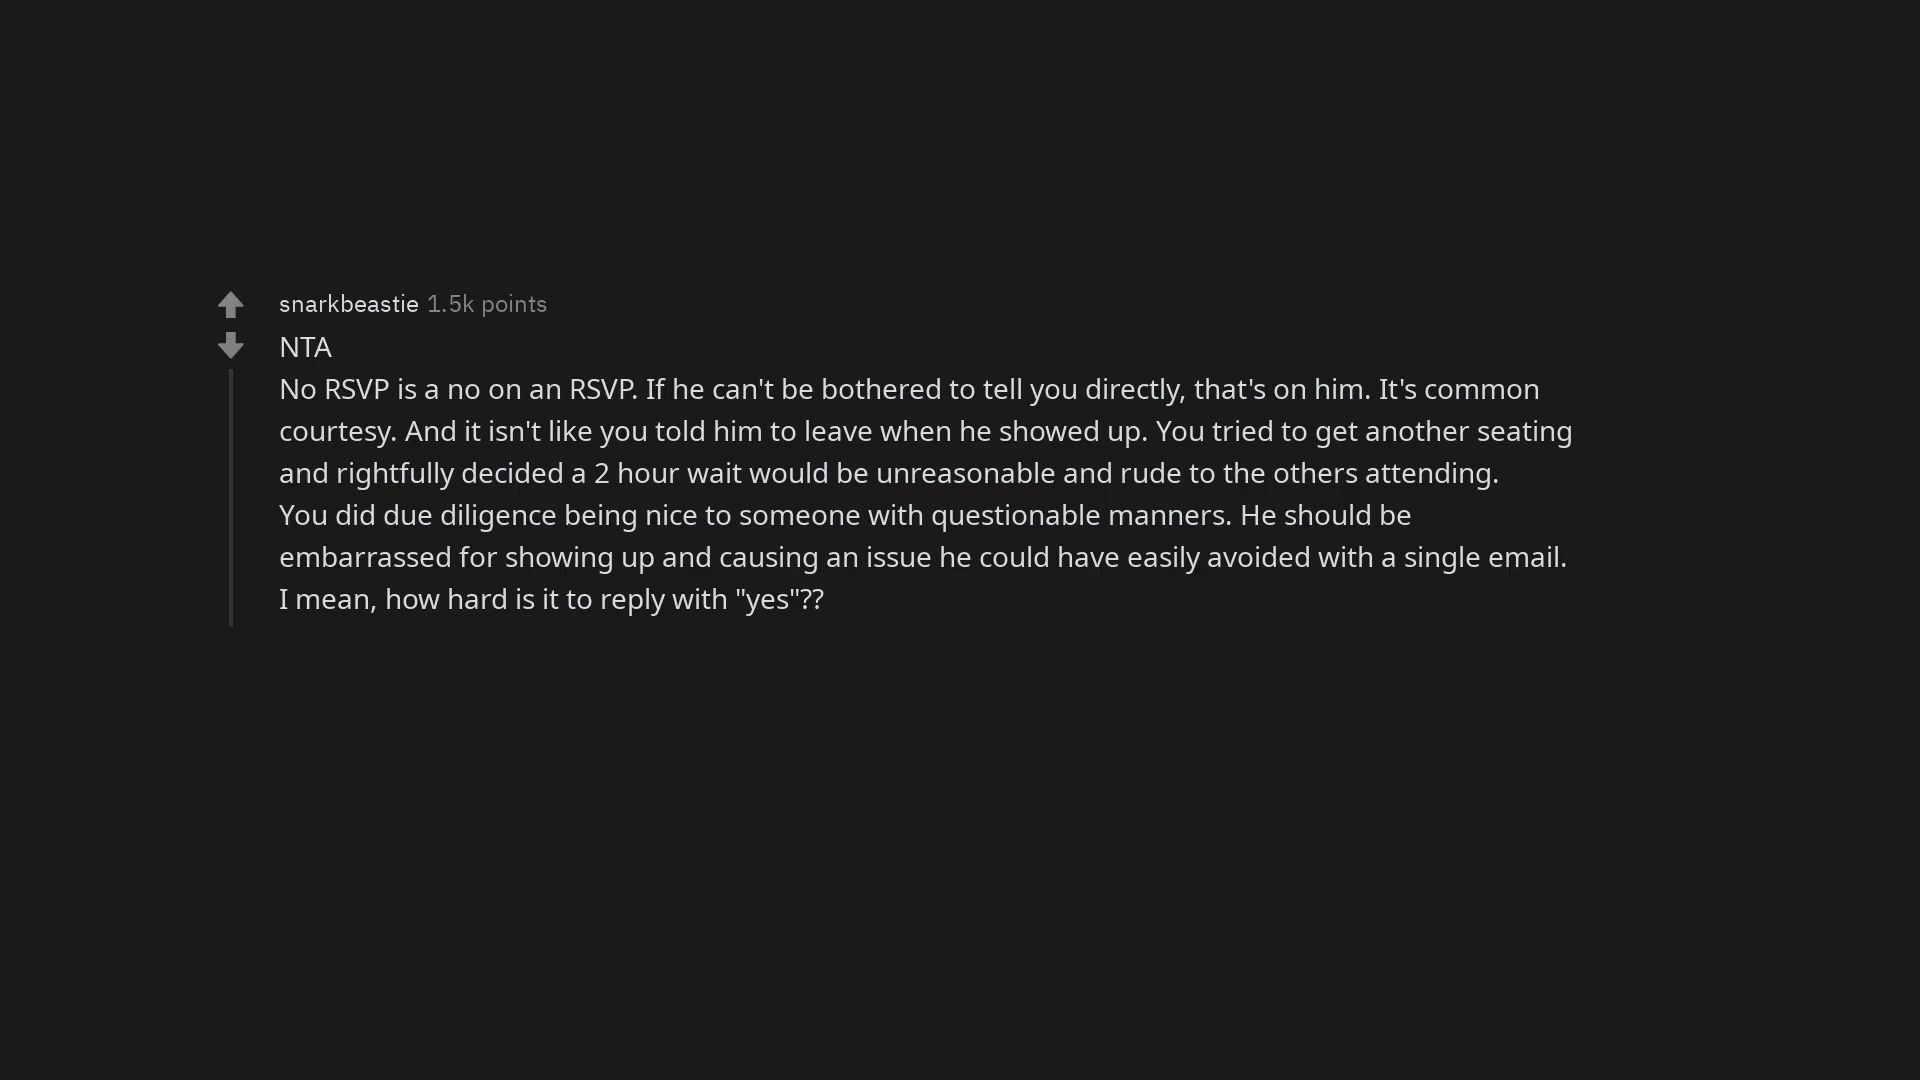 snarkbeastie 1.5k points
NTA
No RSVP is a no on an RSVP. If he can't be bothered to tell you directly, that's on him. It's common
courtesy. And it isn't like you told him to leave when he showed up. You tried to get another seating
and rightfully decided a 2 hour wait would be unreasonable and rude to the others attending.
You did due diligence being nice to someone with questionable manners. He should be
embarrassed for showing up and causing an issue he could have easily avoided with a single email.
I mean, how hard is it to reply with "yes"??